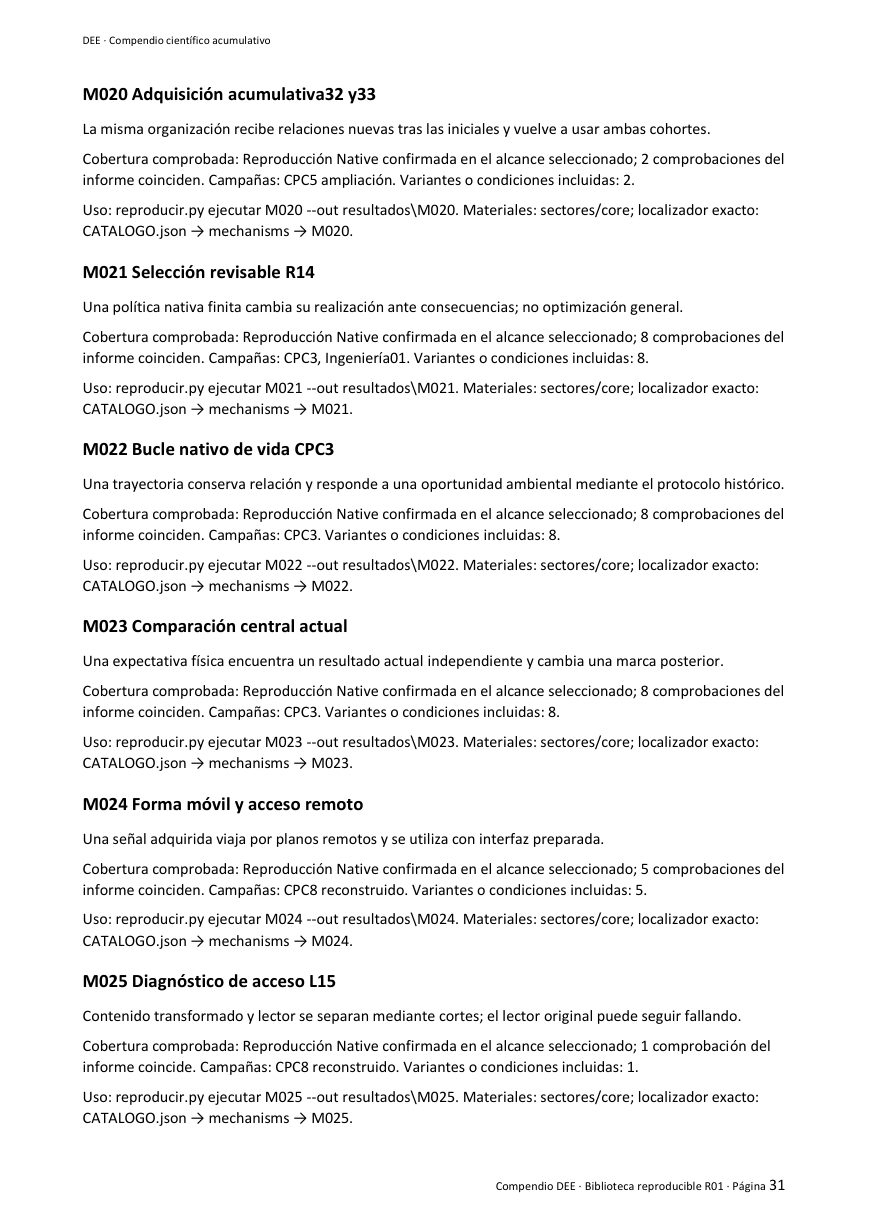 DEE · Compendio científico acumulativo
M020 Adquisición acumulativa32 y33
La misma organización recibe relaciones nuevas tras las iniciales y vuelve a usar ambas cohortes.
Cobertura comprobada: Reproducción Native confirmada en el alcance seleccionado; 2 comprobaciones del
informe coinciden. Campañas: CPC5 ampliación. Variantes o condiciones incluidas: 2.
Uso: reproducir.py ejecutar M020 --out resultados\M020. Materiales: sectores/core; localizador exacto:
CATALOGO.json → mechanisms → M020.
M021 Selección revisable R14
Una política nativa finita cambia su realización ante consecuencias; no optimización general.
Cobertura comprobada: Reproducción Native confirmada en el alcance seleccionado; 8 comprobaciones del
informe coinciden. Campañas: CPC3, Ingeniería01. Variantes o condiciones incluidas: 8.
Uso: reproducir.py ejecutar M021 --out resultados\M021. Materiales: sectores/core; localizador exacto:
CATALOGO.json → mechanisms → M021.
M022 Bucle nativo de vida CPC3
Una trayectoria conserva relación y responde a una oportunidad ambiental mediante el protocolo histórico.
Cobertura comprobada: Reproducción Native confirmada en el alcance seleccionado; 8 comprobaciones del
informe coinciden. Campañas: CPC3. Variantes o condiciones incluidas: 8.
Uso: reproducir.py ejecutar M022 --out resultados\M022. Materiales: sectores/core; localizador exacto:
CATALOGO.json → mechanisms → M022.
M023 Comparación central actual
Una expectativa física encuentra un resultado actual independiente y cambia una marca posterior.
Cobertura comprobada: Reproducción Native confirmada en el alcance seleccionado; 8 comprobaciones del
informe coinciden. Campañas: CPC3. Variantes o condiciones incluidas: 8.
Uso: reproducir.py ejecutar M023 --out resultados\M023. Materiales: sectores/core; localizador exacto:
CATALOGO.json → mechanisms → M023.
M024 Forma móvil y acceso remoto
Una señal adquirida viaja por planos remotos y se utiliza con interfaz preparada.
Cobertura comprobada: Reproducción Native confirmada en el alcance seleccionado; 5 comprobaciones del
informe coinciden. Campañas: CPC8 reconstruido. Variantes o condiciones incluidas: 5.
Uso: reproducir.py ejecutar M024 --out resultados\M024. Materiales: sectores/core; localizador exacto:
CATALOGO.json → mechanisms → M024.
M025 Diagnóstico de acceso L15
Contenido transformado y lector se separan mediante cortes; el lector original puede seguir fallando.
Cobertura comprobada: Reproducción Native confirmada en el alcance seleccionado; 1 comprobación del
informe coincide. Campañas: CPC8 reconstruido. Variantes o condiciones incluidas: 1.
Uso: reproducir.py ejecutar M025 --out resultados\M025. Materiales: sectores/core; localizador exacto:
CATALOGO.json → mechanisms → M025.
Compendio DEE · Biblioteca reproducible R01 · Página 31